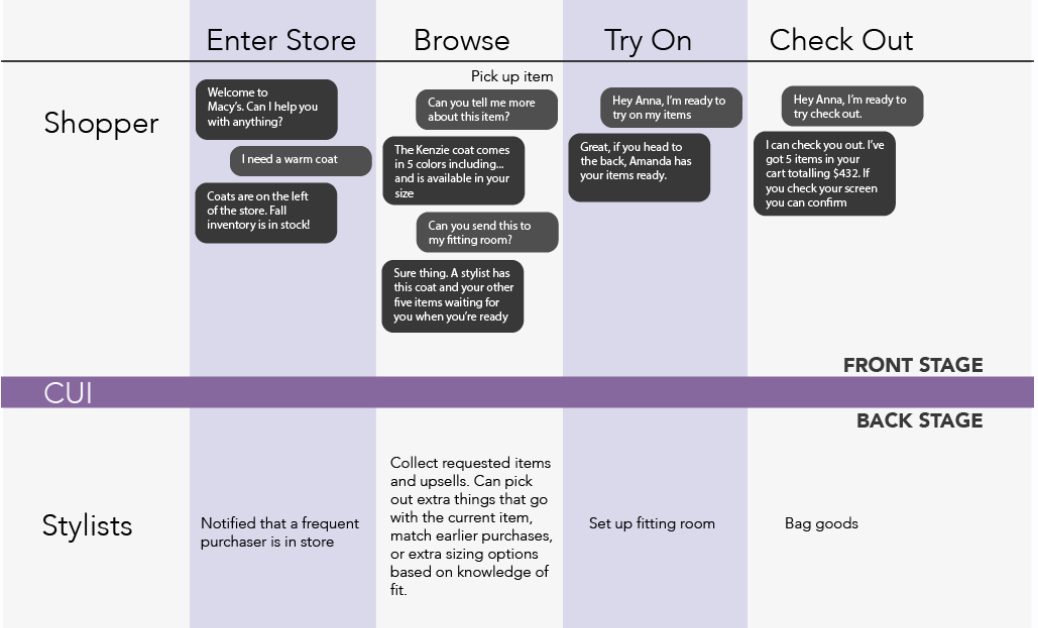 Enter Store
Browse
Try On
Check Out
Shopper
Welcome to
Macy's. Can I help you
with anything?
I need a warm coat
Coats are on the left
of the store. Fall
inventory is in stock!
Pick up item
Can you tell me more
about this item?
The Kenzie coat comes
in 5 colors including...
and is available in your
size
Can you send this to
my fitting room?
Sure thing. A stylist has
this coat and your other
five items waiting for
you when you're ready
Hey Anna, I'm ready to
try on my items
Great, if you head to
the back, Amanda has
your items ready.
Hey Anna, I'm ready to
try check out.
I can check you out. I've
got 5 items in your
cart totalling $432. If
you check your screen
you can confirm
FRONT STAGE
CUI
BACK STAGE
Stylists
Notified that a frequent
purchaser is in store
Collect requested items
and upsells. Can pick
out extra things that go
with the current item,
match earlier purchases,
or extra sizing options
based on knowledge of
fit.
Set up fitting room
Bag goods